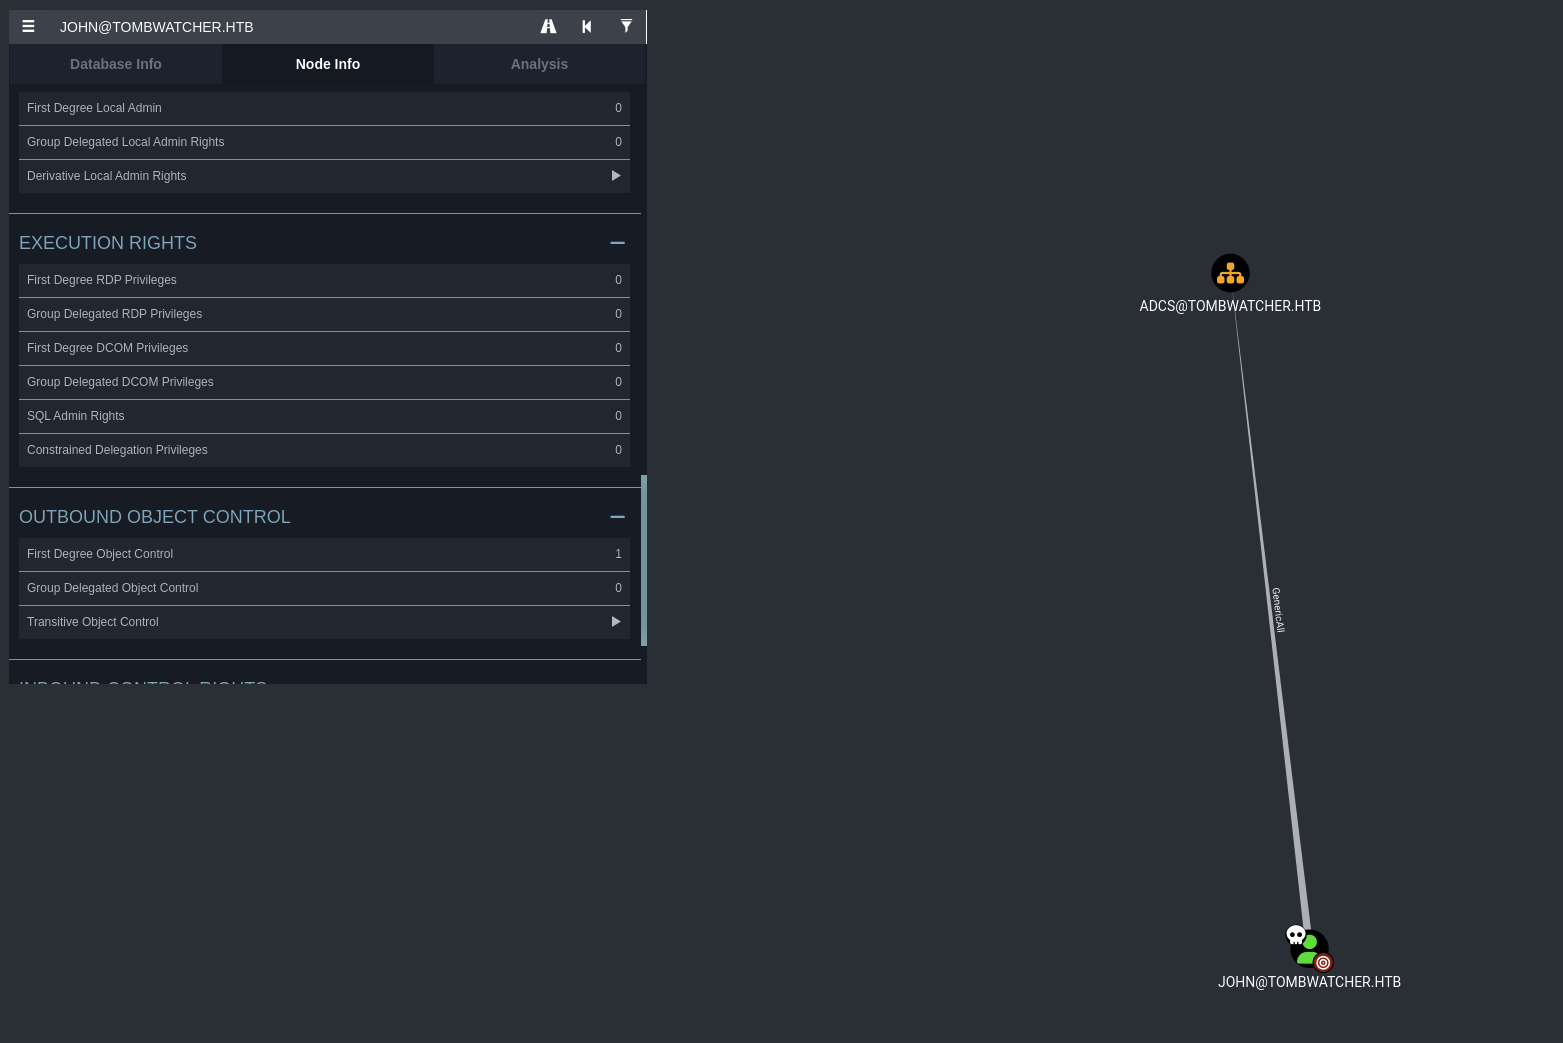 JOHN@TOMBWATCHER.HTB
Database Info
Node Info
Analysis
First Degree Local Admin 0
Group Delegated Local Admin Rights 0
Derivative Local Admin Rights
EXECUTION RIGHTS
First Degree RDP Privileges 0
Group Delegated RDP Privileges 0
First Degree DCOM Privileges 0
Group Delegated DCOM Privileges 0
SQL Admin Rights 0
Constrained Delegation Privileges 0
OUTBOUND OBJECT CONTROL
First Degree Object Control 1
Group Delegated Object Control 0
Transitive Object Control
INBOUND CONTROL RIGHTS
ADCS@TOMBWATCHER.HTB
GenericAll
JOHN@TOMBWATCHER.HTB